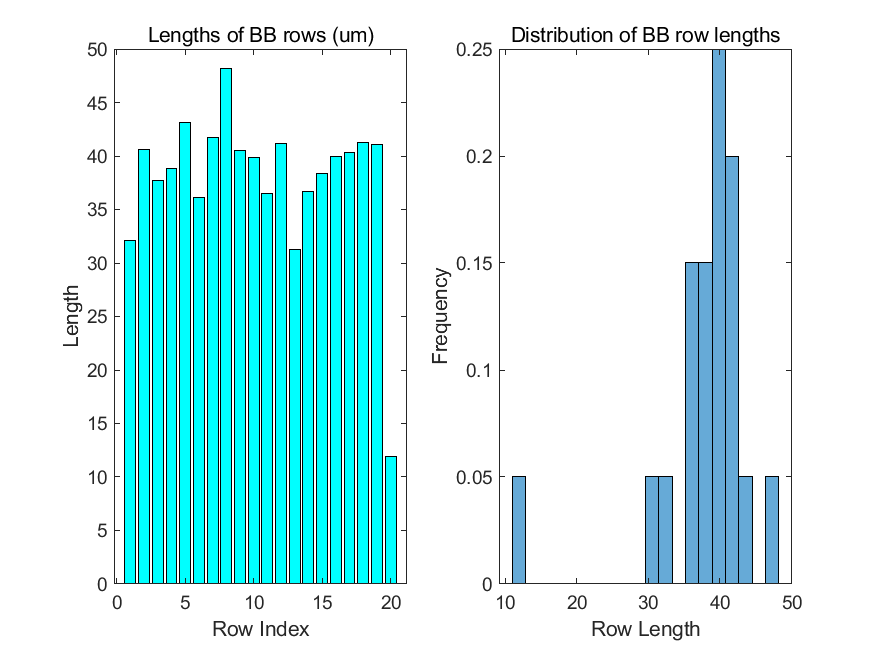 Lengths of BB rows (um)
50
45
40
35
30
25
20
15
10
5
0
Length
0 5 10 15 20
Row Index
Distribution of BB row lengths
0.25
0.2
0.15
0.1
0.05
0
Frequency
10 20 30 40 50
Row Length